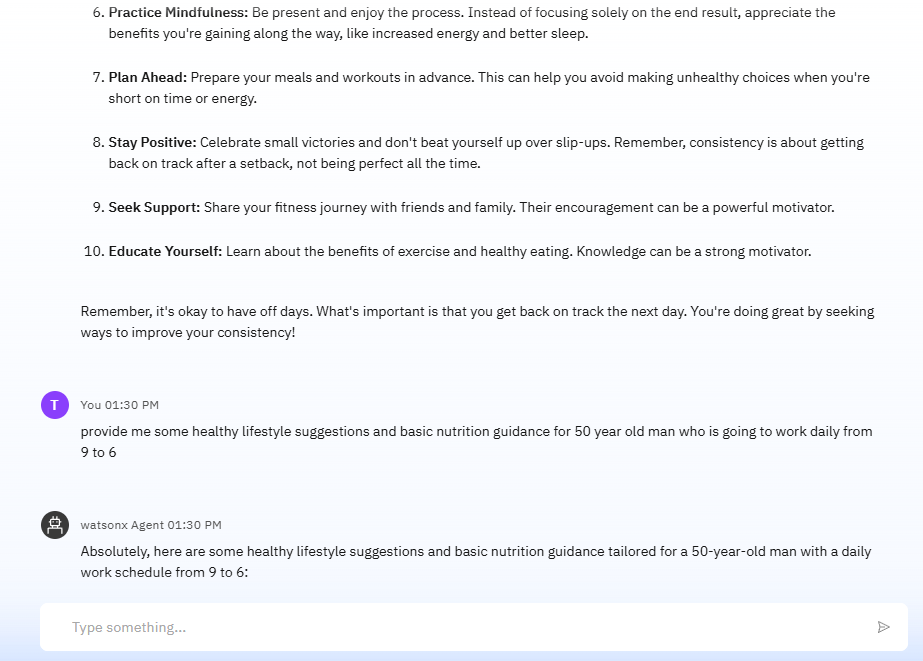 6. Practice Mindfulness: Be present and enjoy the process. Instead of focusing solely on the end result, appreciate the
benefits you're gaining along the way, like increased energy and better sleep.
7. Plan Ahead: Prepare your meals and workouts in advance. This can help you avoid making unhealthy choices when you're
short on time or energy.
8. Stay Positive: Celebrate small victories and don't beat yourself up over slip-ups. Remember, consistency is about getting
back on track after a setback, not being perfect all the time.
9. Seek Support: Share your fitness journey with friends and family. Their encouragement can be a powerful motivator.
10. Educate Yourself: Learn about the benefits of exercise and healthy eating. Knowledge can be a strong motivator.
Remember, it's okay to have off days. What's important is that you get back on track the next day. You're doing great by seeking
ways to improve your consistency!
T You 01:30 PM
provide me some healthy lifestyle suggestions and basic nutrition guidance for 50 year old man who is going to work daily from
9 to 6
watsonx Agent 01:30 PM
Absolutely, here are some healthy lifestyle suggestions and basic nutrition guidance tailored for a 50-year-old man with a daily
work schedule from 9 to 6:
Type something...